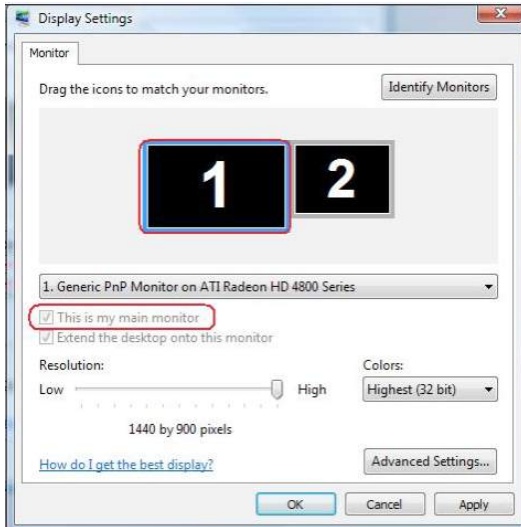 Display Settings
Monitor
Drag the icons to match your monitors.
Identify Monitors
1 2
1. Generic PnP Monitor on ATI Radeon HD 4800 Series
This is my main monitor
Extend the desktop onto this monitor
Resolution:
Colors:
Low High
Highest (32 bit)
1440 by 900 pixels
How do I get the best display?
Advanced Settings...
OK Cancel Apply